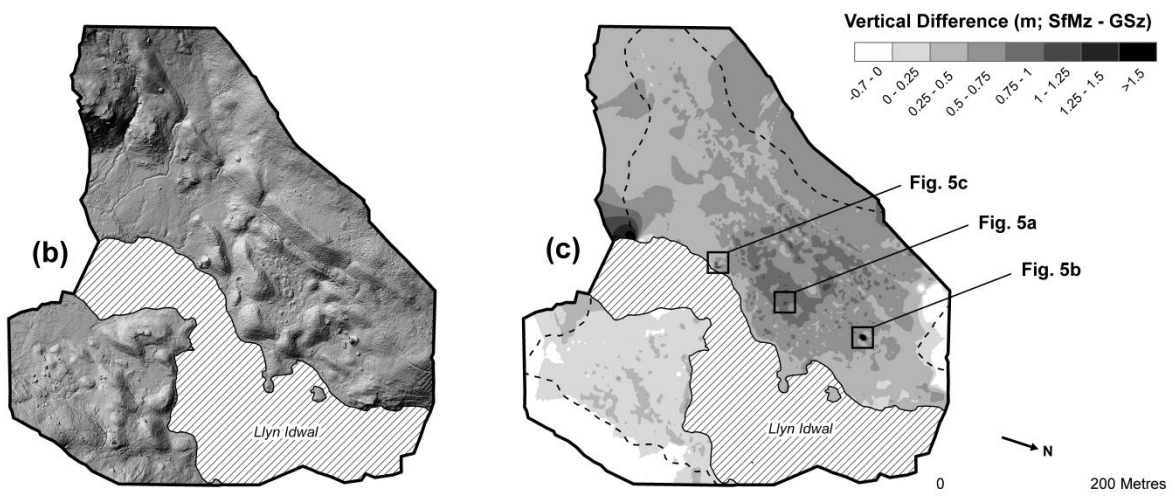 Vertical Difference (m; SfMz - GSz)
-0.7 - 0
0 - 0.25
0.25 - 0.5
0.5 - 0.75
0.75 - 1
1 - 1.25
1.25 - 1.5
>1.5
Fig. 5c
Fig. 5a
Fig. 5b
(b)
(c)
Llyn Idwal
Llyn Idwal
N
0 200 Metres